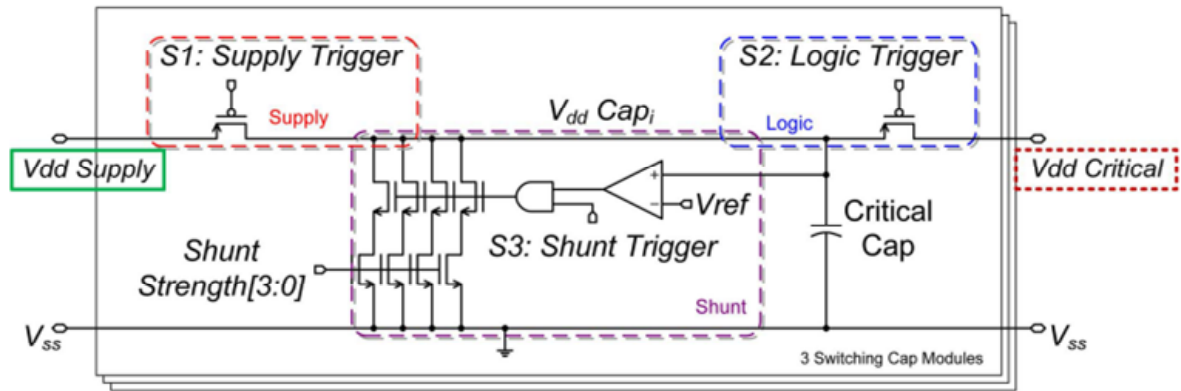 S1: Supply Trigger
S2: Logic Trigger
Supply
Vdd Capi
Logic
Vdd Supply
Vdd Critical
+
−
Vref
Critical
Cap
S3: Shunt Trigger
Shunt
Strength[3:0]
Shunt
Vss
Vss
3 Switching Cap Modules